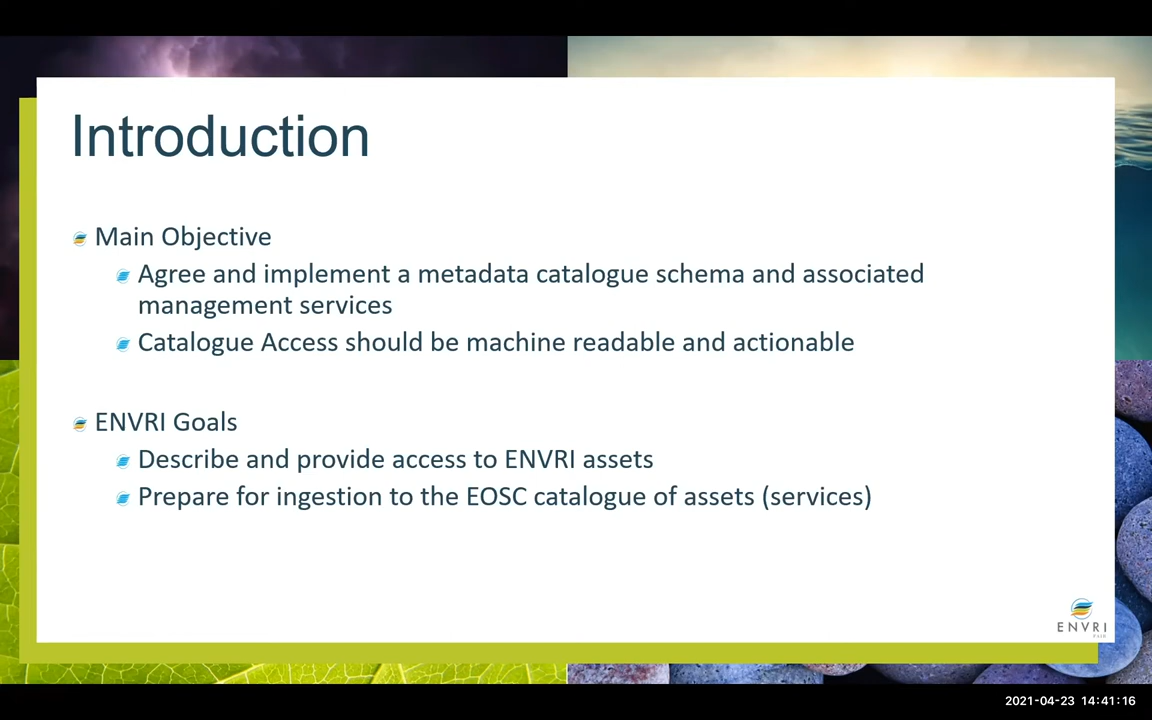 Introduction
Main Objective
Agree and implement a metadata catalogue schema and associated
management services
Catalogue Access should be machine readable and actionable
ENVRI Goals
Describe and provide access to ENVRI assets
Prepare for ingestion to the EOSC catalogue of assets (services)
ENVRI
FAIR
2021-04-23 14:41:16